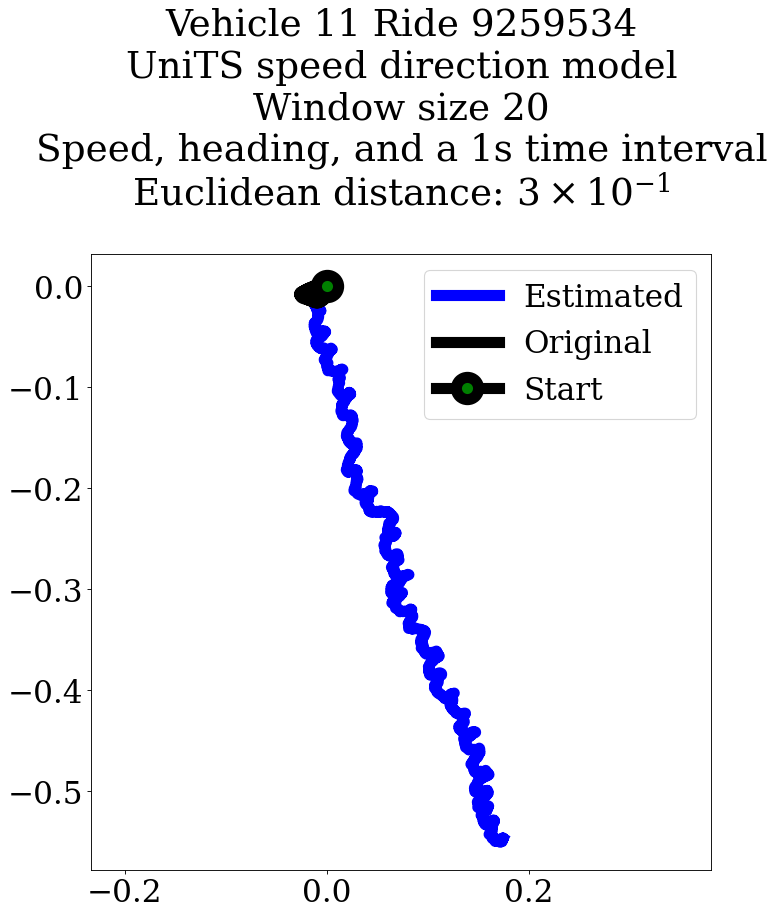 Vehicle 11 Ride 9259534
UniTS speed direction model
Window size 20
Speed, heading, and a 1s time interval
Euclidean distance: 3 × 10⁻¹
Estimated
Original
Start
0.0
−0.1
−0.2
−0.3
−0.4
−0.5
−0.2 0.0 0.2